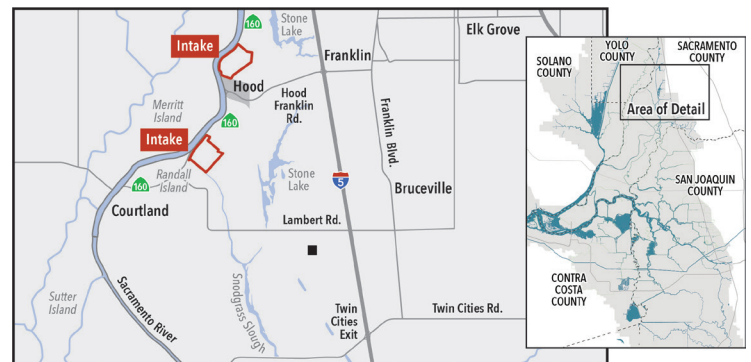 160
Stone
Lake
Elk Grove
Intake
Franklin
Hood
Hood
Franklin
Rd.
Merritt
Island
160
Franklin Blvd.
Intake
Randall
Island
160
Stone
Lake
5
Bruceville
Courtland
Lambert Rd.
Sutter
Island
Sacramento River
Snodgrass Slough
Twin
Cities
Exit
Twin Cities Rd.
YOLO
COUNTY
SACRAMENTO
COUNTY
SOLANO
COUNTY
Area of Detail
SAN JOAQUIN
COUNTY
CONTRA
COSTA
COUNTY